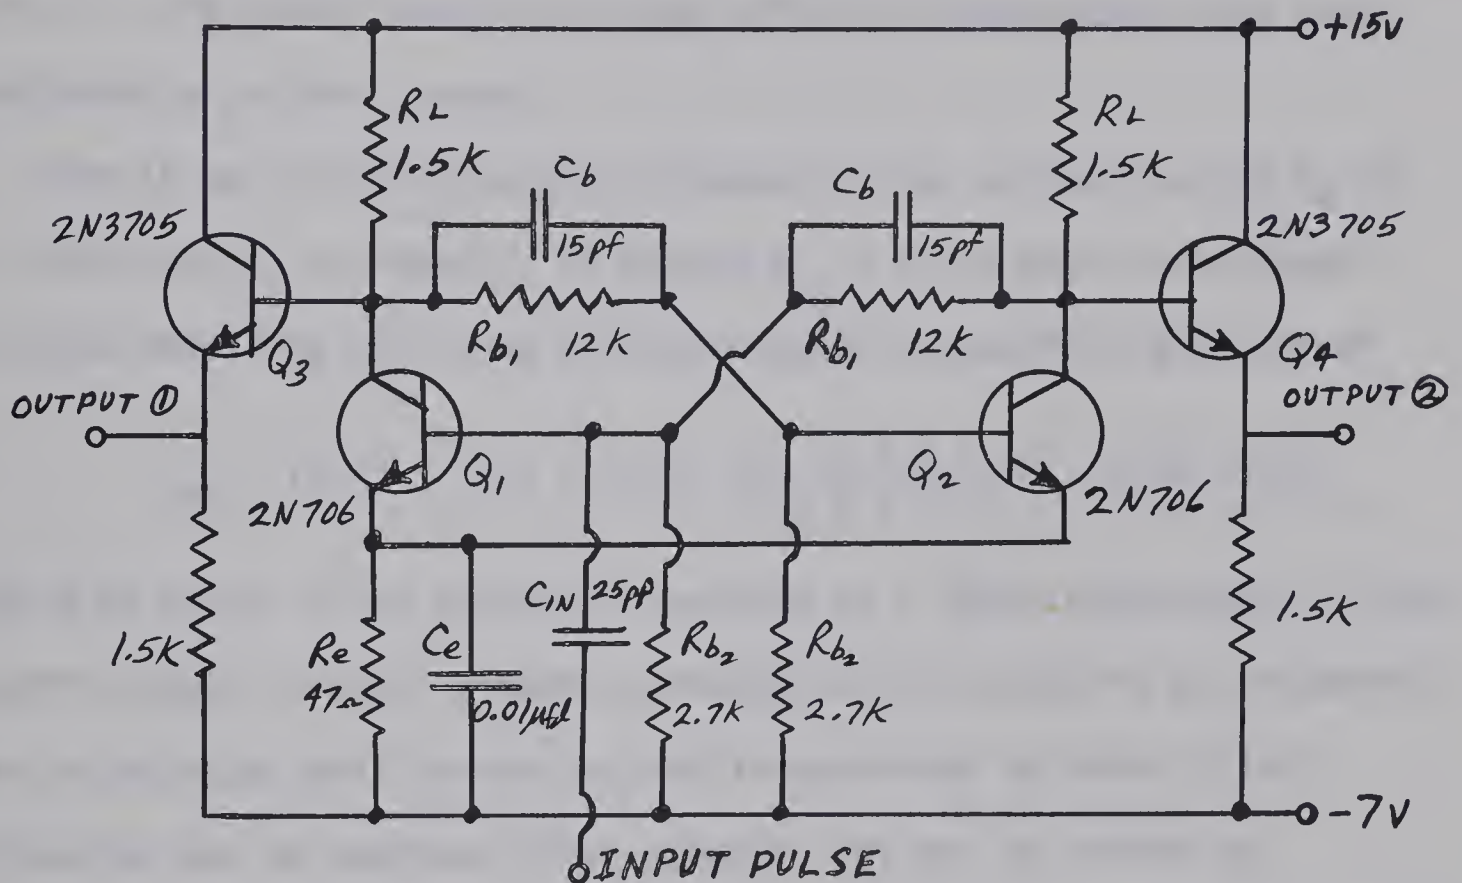 +15v
RL
1.5K
RL
1.5K
Cb
15pf
Cb
15pf
2N3705
2N3705
Rb1 12K
Rb1 12K
Q3
Q4
OUTPUT ①
OUTPUT ②
Q1
Q2
2N706
2N706
CIN 25pf
1.5K
Re
47Ω
Ce
0.01μfd
Rb2
2.7K
Rb2
2.7K
1.5K
-7V
INPUT PULSE